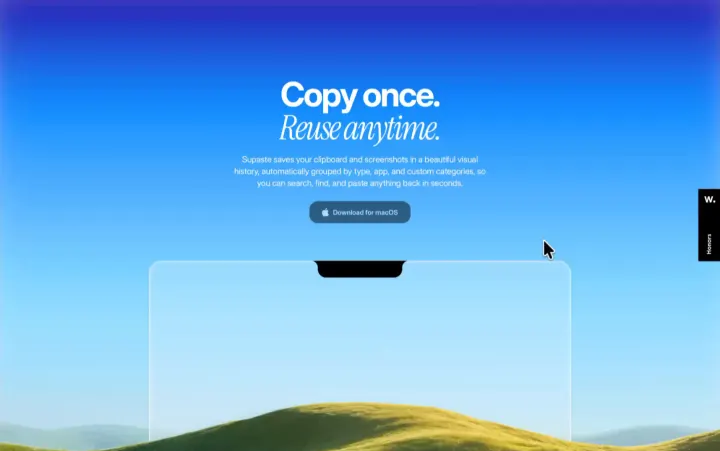 Copy once.
Reuse anytime.
Supaste saves your clipboard and screenshots in a beautiful visual
history, automatically grouped by type, app, and custom categories, so
you can search, find, and paste anything back in seconds.
Download for macOS
W.
Honors